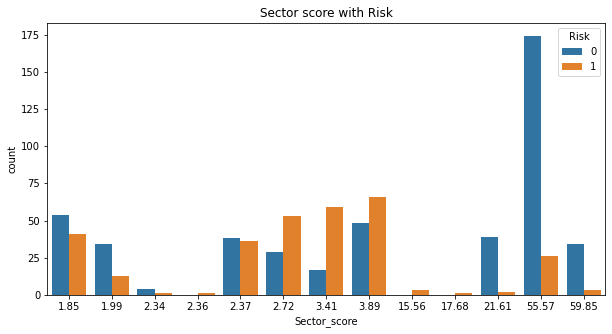 Sector score with Risk
Risk
0
1
175
150
125
100
75
50
25
0
count
1.85 1.99 2.34 2.36 2.37 2.72 3.41 3.89 15.56 17.68 21.61 55.57 59.85
Sector_score